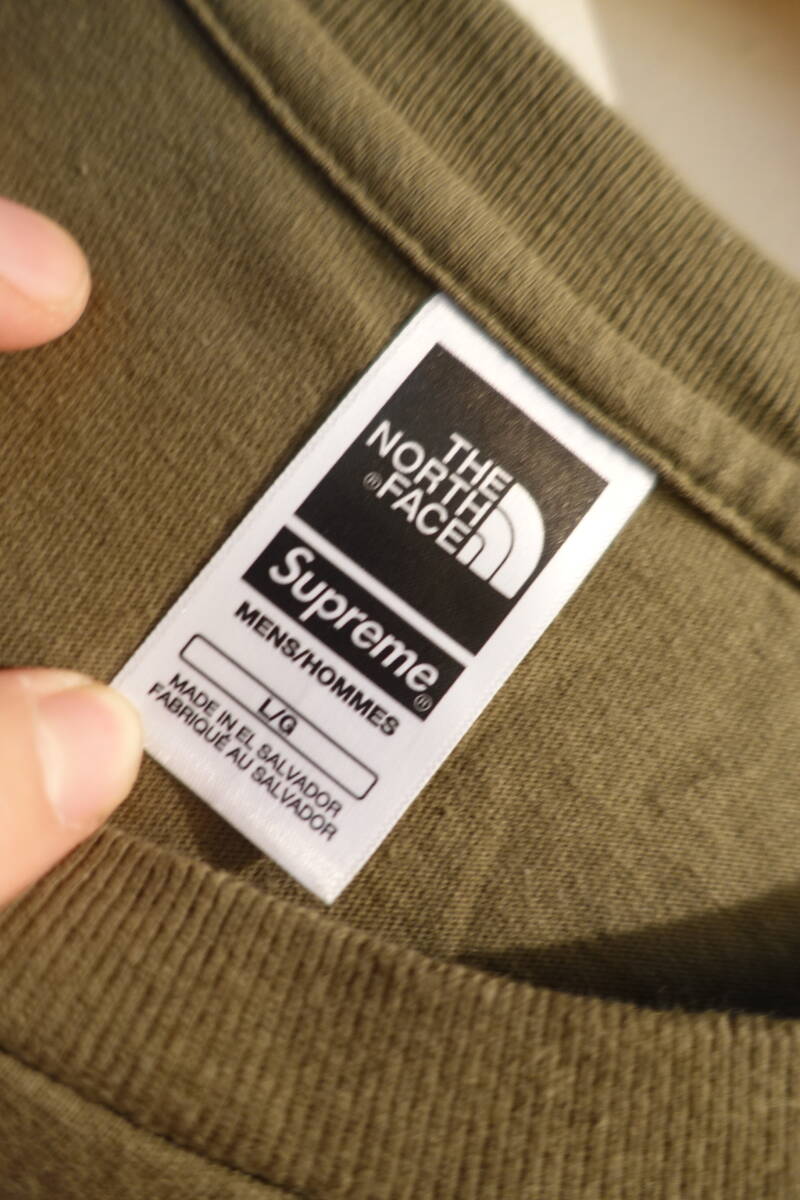 THE
NORTH
®FACE
Supreme®
MENS/HOMMES
L/G
MADE IN EL SALVADOR
FABRIQUÉ AU SALVADOR